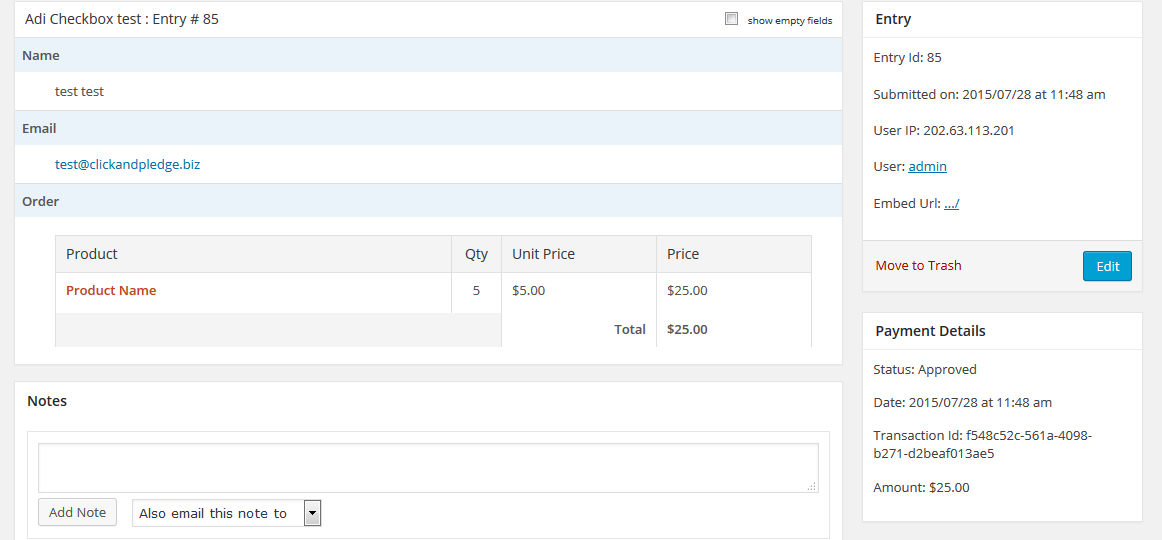 Adi Checkbox test : Entry # 85
show empty fields
Name
test test
Email
test@clickandpledge.biz
Order
Product Qty Unit Price Price
Product Name 5 $5.00 $25.00
Total $25.00
Notes
Add Note Also email this note to
Entry
Entry Id: 85
Submitted on: 2015/07/28 at 11:48 am
User IP: 202.63.113.201
User: admin
Embed Url: .../
Move to Trash Edit
Payment Details
Status: Approved
Date: 2015/07/28 at 11:48 am
Transaction Id: f548c52c-561a-4098-
b271-d2beaf013ae5
Amount: $25.00